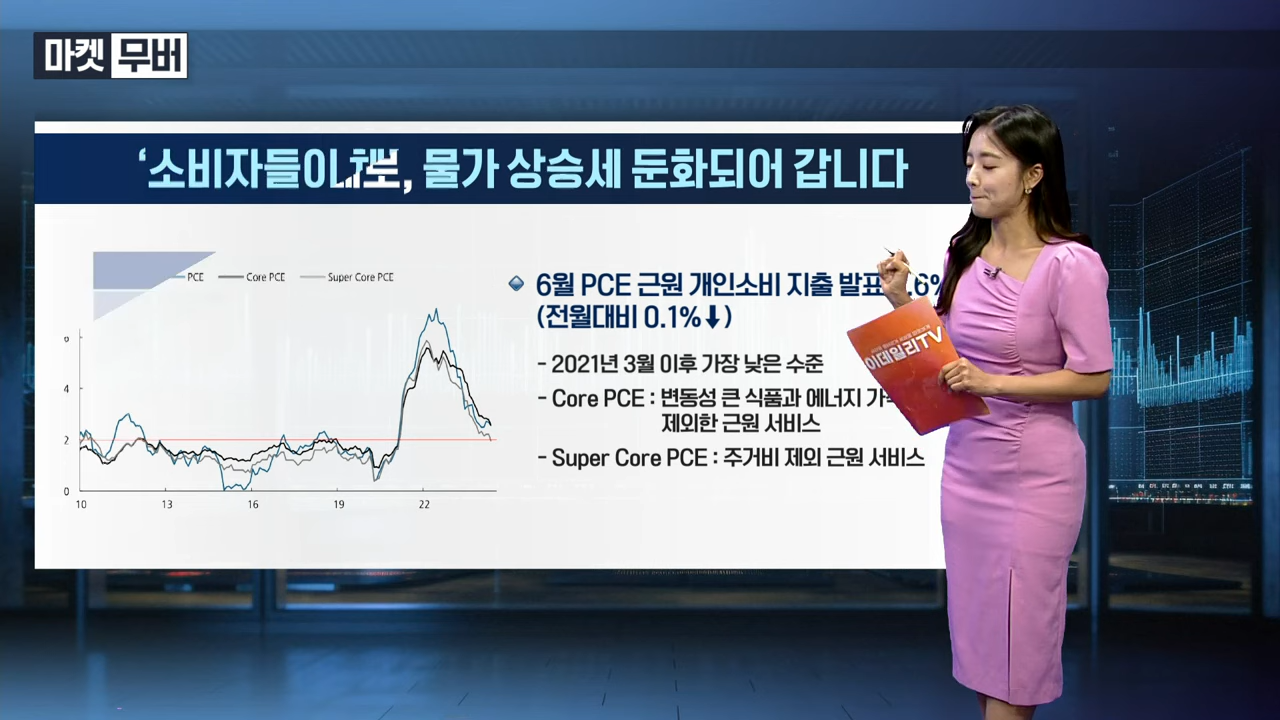 마켓 무버
‘소비자들이, 물가 상승세 둔화되어 갑니다
PCE Core PCE Super Core PCE
6월 PCE 근원 개인소비 지출 발표
(전월대비 0.1%↓)
- 2021년 3월 이후 가장 낮은 수준
- Core PCE : 변동성 큰 식품과 에너지
제외한 근원 서비스
- Super Core PCE : 주거비 제외 근원 서비스
4
2
0
10 13 16 19 22
이데일리TV